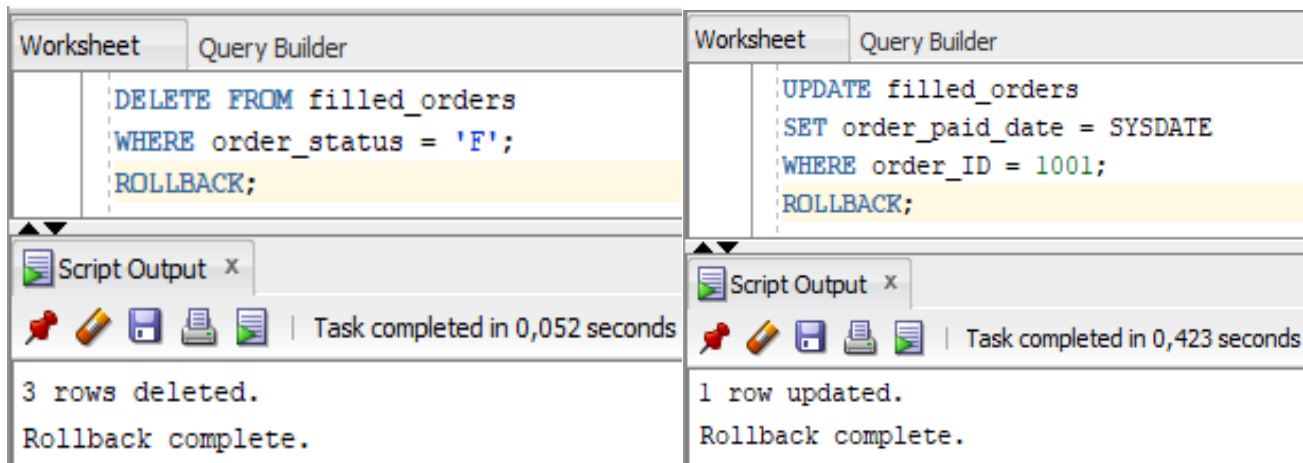 Worksheet Query Builder
DELETE FROM filled_orders
WHERE order_status = 'F';
ROLLBACK;
Script Output x
Task completed in 0,052 seconds
3 rows deleted.
Rollback complete.
Worksheet Query Builder
UPDATE filled_orders
SET order_paid_date = SYSDATE
WHERE order_ID = 1001;
ROLLBACK;
Script Output x
Task completed in 0,423 seconds
1 row updated.
Rollback complete.